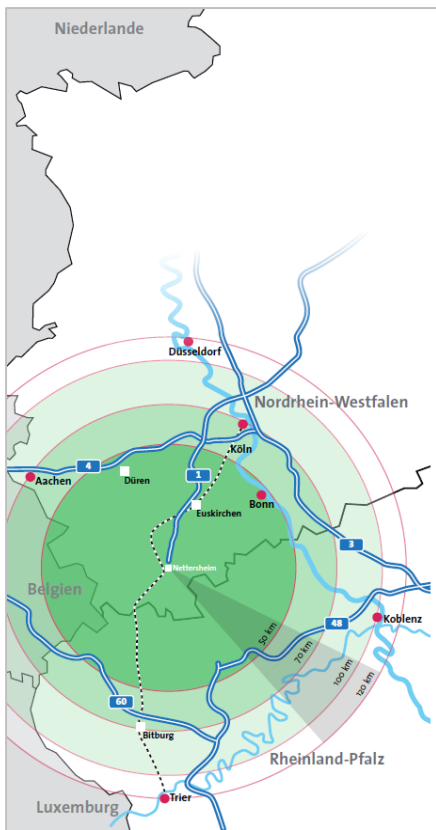 Niederlande
Düsseldorf
Nordrhein-Westfalen
Köln
4
1
Aachen
Düren
Bonn
Euskirchen
3
Nettersheim
Belgien
48
Koblenz
50 km
70 km
100 km
120 km
60
Bitburg
Rheinland-Pfalz
Luxemburg
Trier